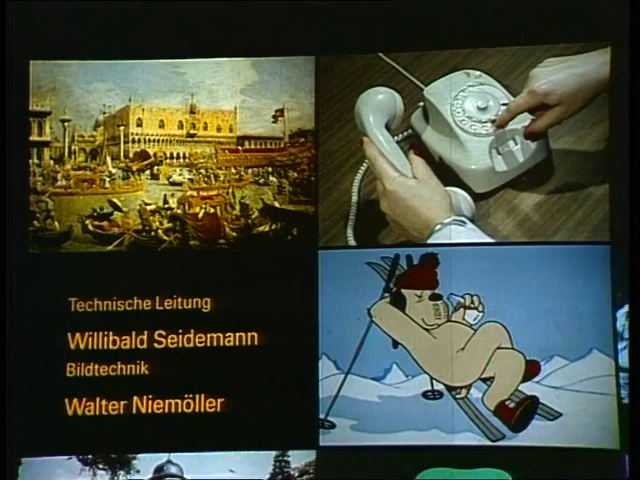 Technische Leitung
Willibald Seidemann
Bildtechnik
Walter Niemöller